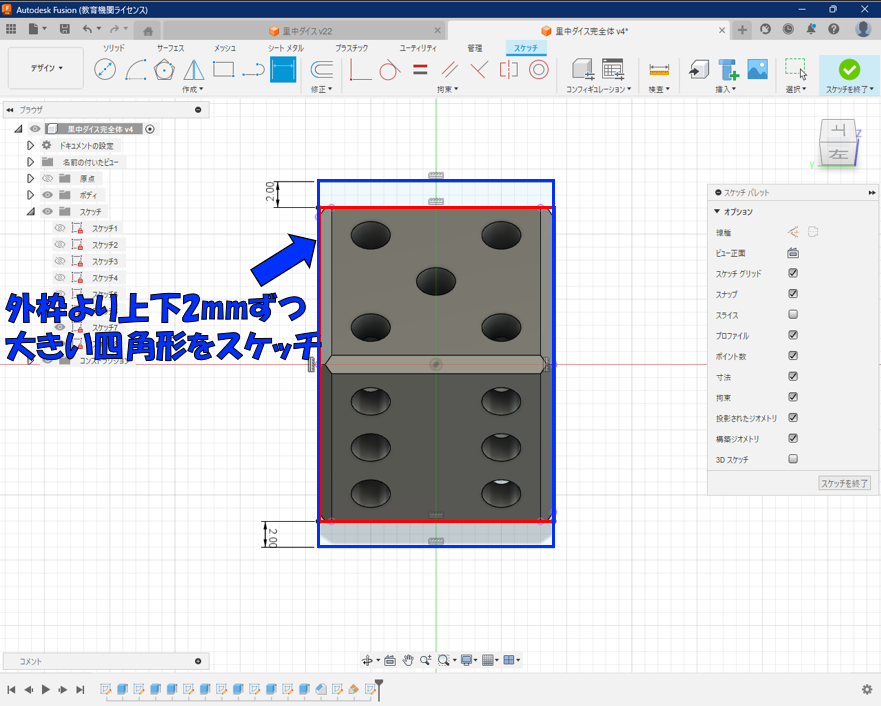 Autodesk Fusion (教育機関ライセンス)
里中ダイス v22
里中ダイス完全体 v4*
ソリッド サーフェス メッシュ シート メタル プラスチック ユーティリティ 管理 スケッチ
デザイン
作成 修正 拘束 コンフィギュレーション 検査 挿入 選択 スケッチを終了
ブラウザ
里中ダイス完全体 v4
ドキュメントの設定
名前の付いたビュー
原点
ボディ
スケッチ
スケッチ1
スケッチ2
スケッチ3
スケッチ4
スケッチ7
コンストラクション
2.00
外枠より上下2mmずつ
大きい四角形をスケッチ
2.00
上
左
Z
Y
スケッチ パレット
オプション
線種
ビュー正面
スケッチ グリッド
スナップ
スライス
プロファイル
ポイント数
寸法
拘束
投影されたジオメトリ
構築ジオメトリ
3D スケッチ
スケッチを終了
コメント